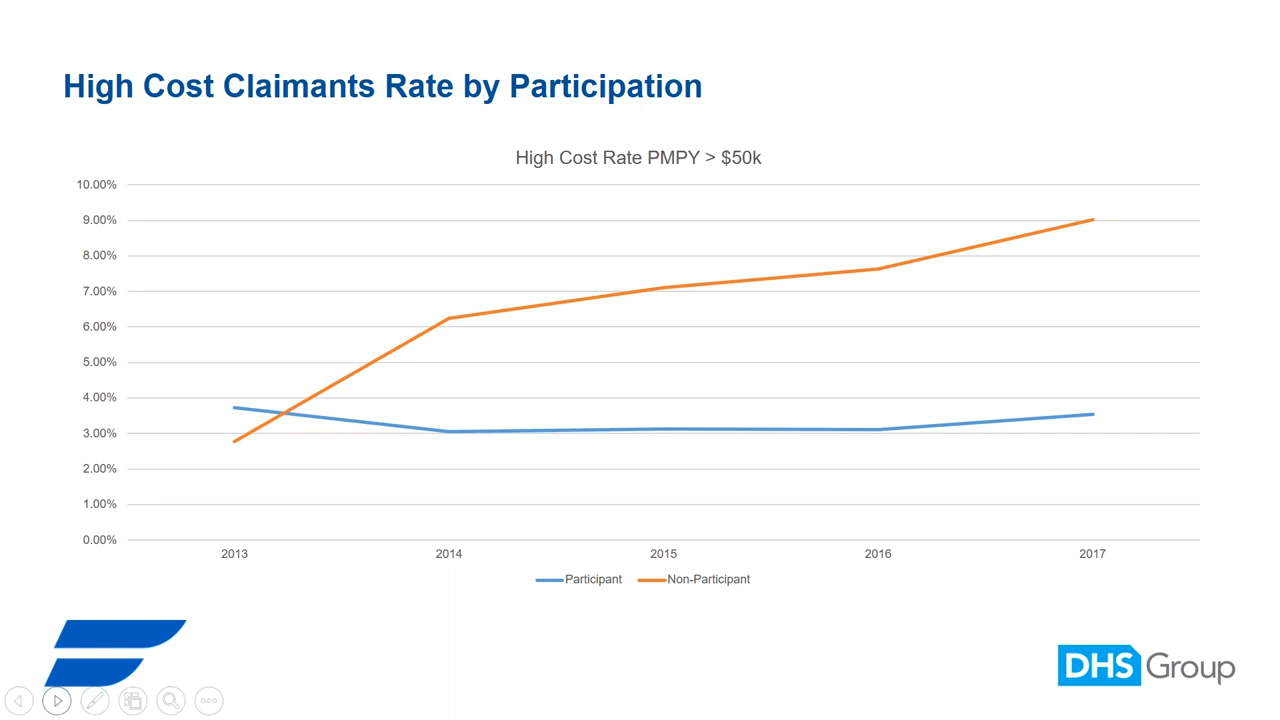 High Cost Claimants Rate by Participation
High Cost Rate PMPY > $50k
10.00%
9.00%
8.00%
7.00%
6.00%
5.00%
4.00%
3.00%
2.00%
1.00%
0.00%
2013 2014 2015 2016 2017
Participant Non-Participant
DHS Group